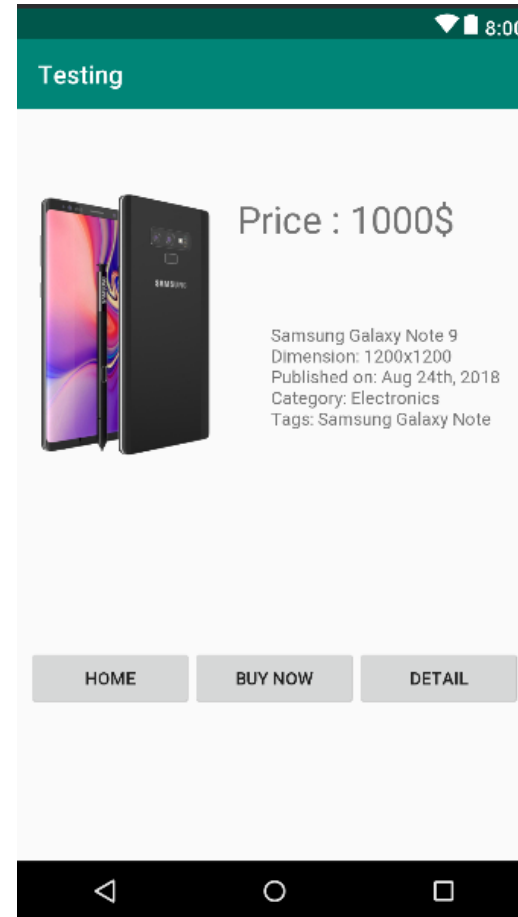 8:00
Testing
Price : 1000$
SAMSUNG
Samsung Galaxy Note 9
Dimension: 1200x1200
Published on: Aug 24th, 2018
Category: Electronics
Tags: Samsung Galaxy Note
HOME
BUY NOW
DETAIL